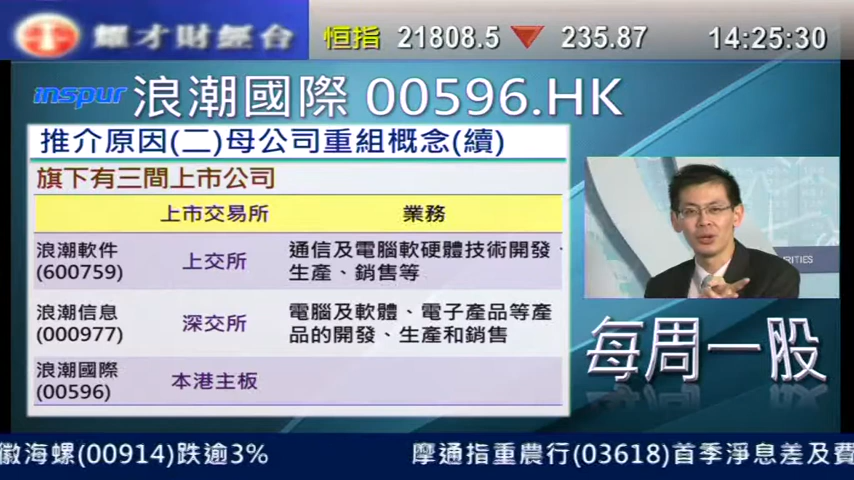 耀才財經台
恒指 21808.5 235.87 14:25:30
inspur 浪潮國際 00596.HK
推介原因(二)母公司重組概念(續)
旗下有三間上市公司
上市交易所 業務
浪潮軟件
(600759)
上交所
通信及電腦軟硬體技術開發、
生產、銷售等
浪潮信息
(000977)
深交所
電腦及軟體、電子產品等產
品的開發、生產和銷售
浪潮國際
(00596)
本港主板
URITIES
每周一股
徽海螺(00914)跌逾3% 摩通指重農行(03618)首季淨息差及費